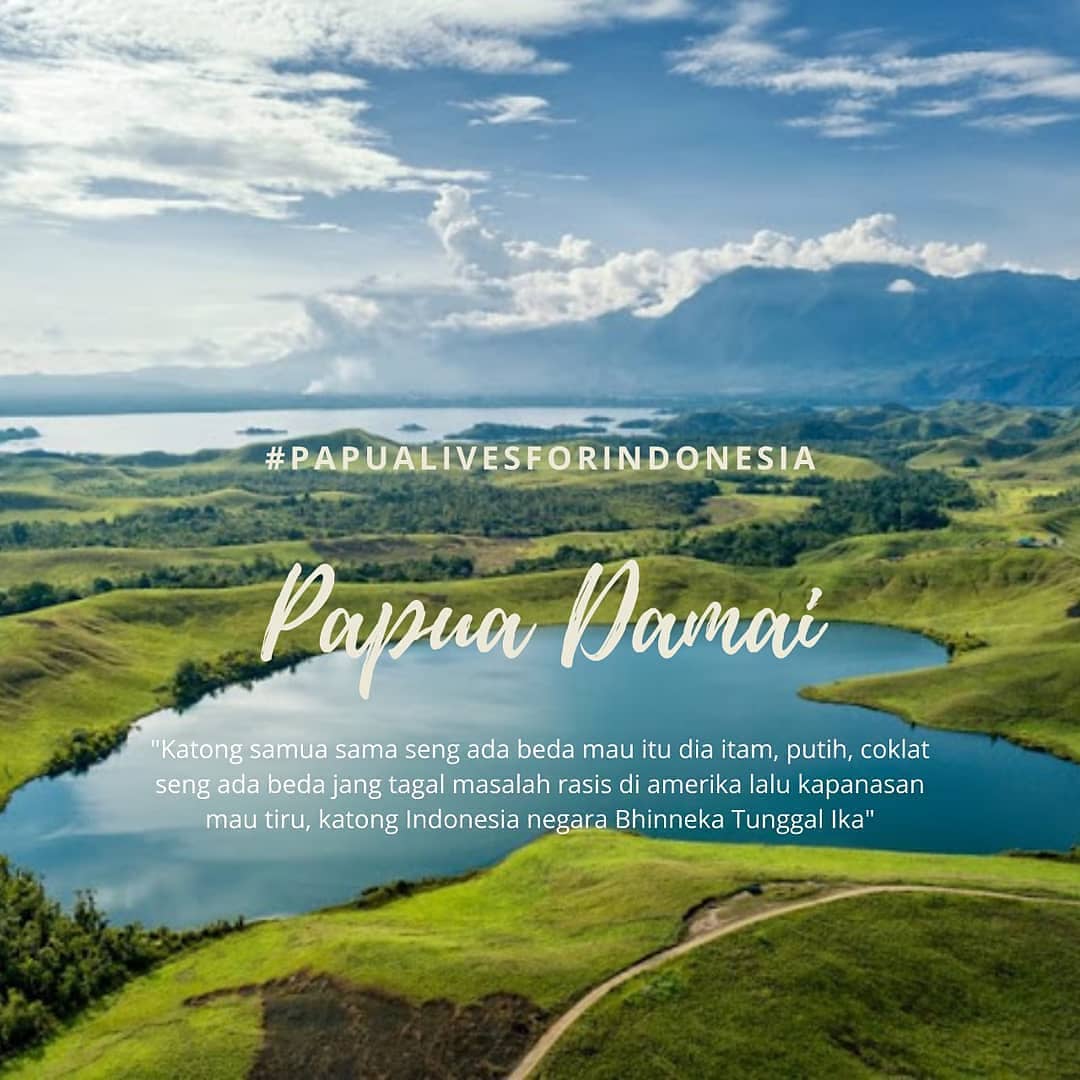 #PAPUALIVESFORINDONESIA
Papua Damai
"Katong samua sama seng ada beda mau itu dia itam, putih, coklat
seng ada beda jang tagal masalah rasis di amerika lalu kapanasan
mau tiru, katong Indonesia negara Bhinneka Tunggal Ika"